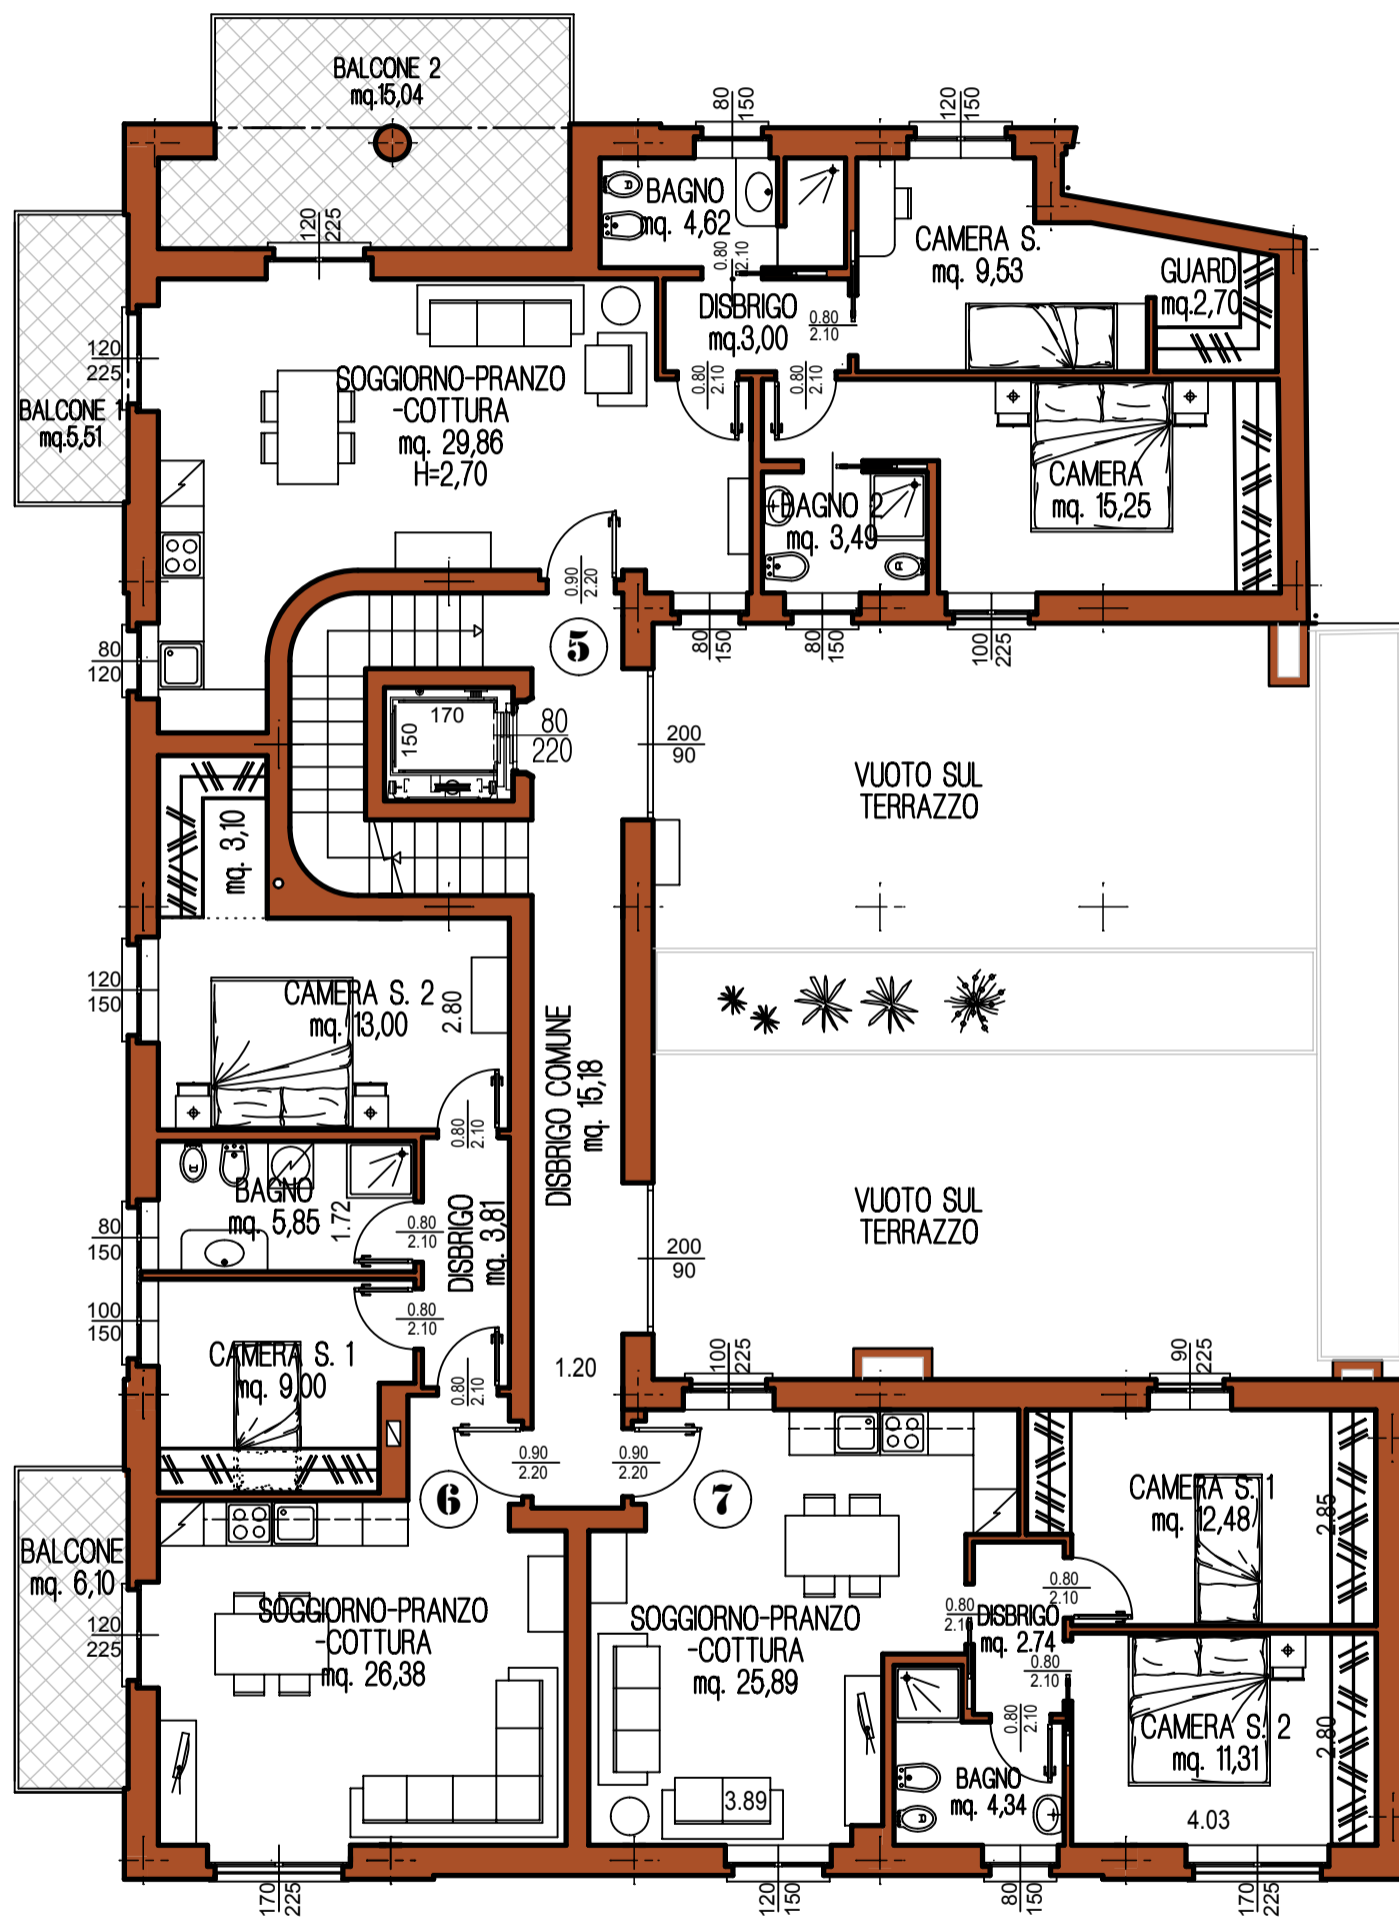 BALCONE 2
mq.15,04
80
150
120
150
BAGNO
mq. 4,62
0.80
2.10
120
225
CAMERA S.
mq. 9,53
GUARD
mq.2,70
DISBRIGO
mq.3,00
0.80
2.10
120
225
BALCONE 1
mq.5,51
SOGGIORNO-PRANZO
-COTTURA
mq. 29,86
H=2,70
0.80
2.10
0.80
2.10
CAMERA
mq. 15,25
BAGNO 2
mq. 3,49
0.90
2.20
5
80
150
80
150
100
225
80
120
170
150
80
220
200
90
VUOTO SUL
TERRAZZO
mq. 3,10
120
150
CAMERA S. 2
mq. 13,00
2.80
DISBRIGO COMUNE
mq. 15,18
0.80
2.10
BAGNO
mq. 5,85
1.72
80
150
0.80
2.10
DISBRIGO
mq. 3,81
VUOTO SUL
TERRAZZO
200
90
100
150
0.80
2.10
CAMERA S. 1
mq. 9,00
0.80
2.10
1.20
100
225
90
225
0.90
2.20
0.90
2.20
6
7
CAMERA S. 1
mq. 12,48
2.85
BALCONE
mq. 6,10
120
225
SOGGIORNO-PRANZO
-COTTURA
mq. 26,38
SOGGIORNO-PRANZO
-COTTURA
mq. 25,89
0.80
2.10
0.80
2.10
DISBRIGO
mq. 2.74
0.80
2.10
0.80
2.10
CAMERA S. 2
mq. 11,31
2.80
BAGNO
mq. 4,34
3.89
4.03
170
225
120
150
80
150
170
225